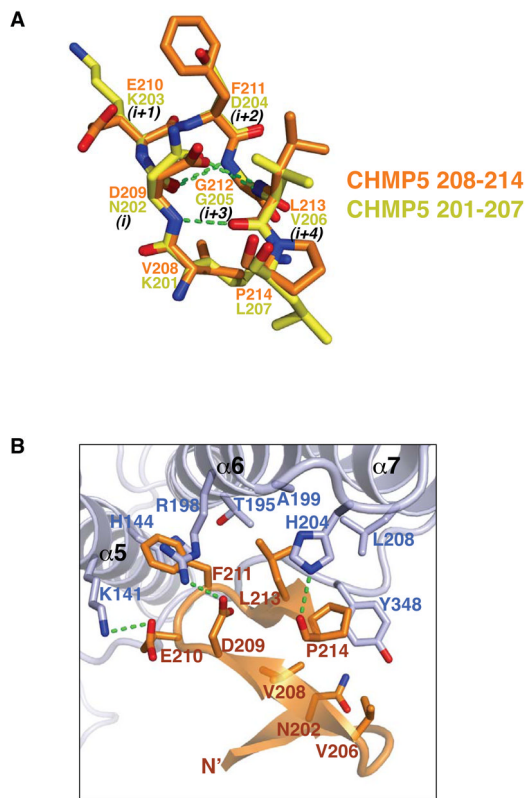 A
E210
K203
(i+1)
F211
D204
(i+2)
D209
N202
(i)
G212
G205
(i+3)
L213
V206
(i+4)
CHMP5 208-214
CHMP5 201-207
V208
K201
P214
L207
B
α6
α7
R198
T195
A199
H144
H204
L208
α5
F211
K141
L213
Y348
E210
D209
P214
V208
N202
V206
N'